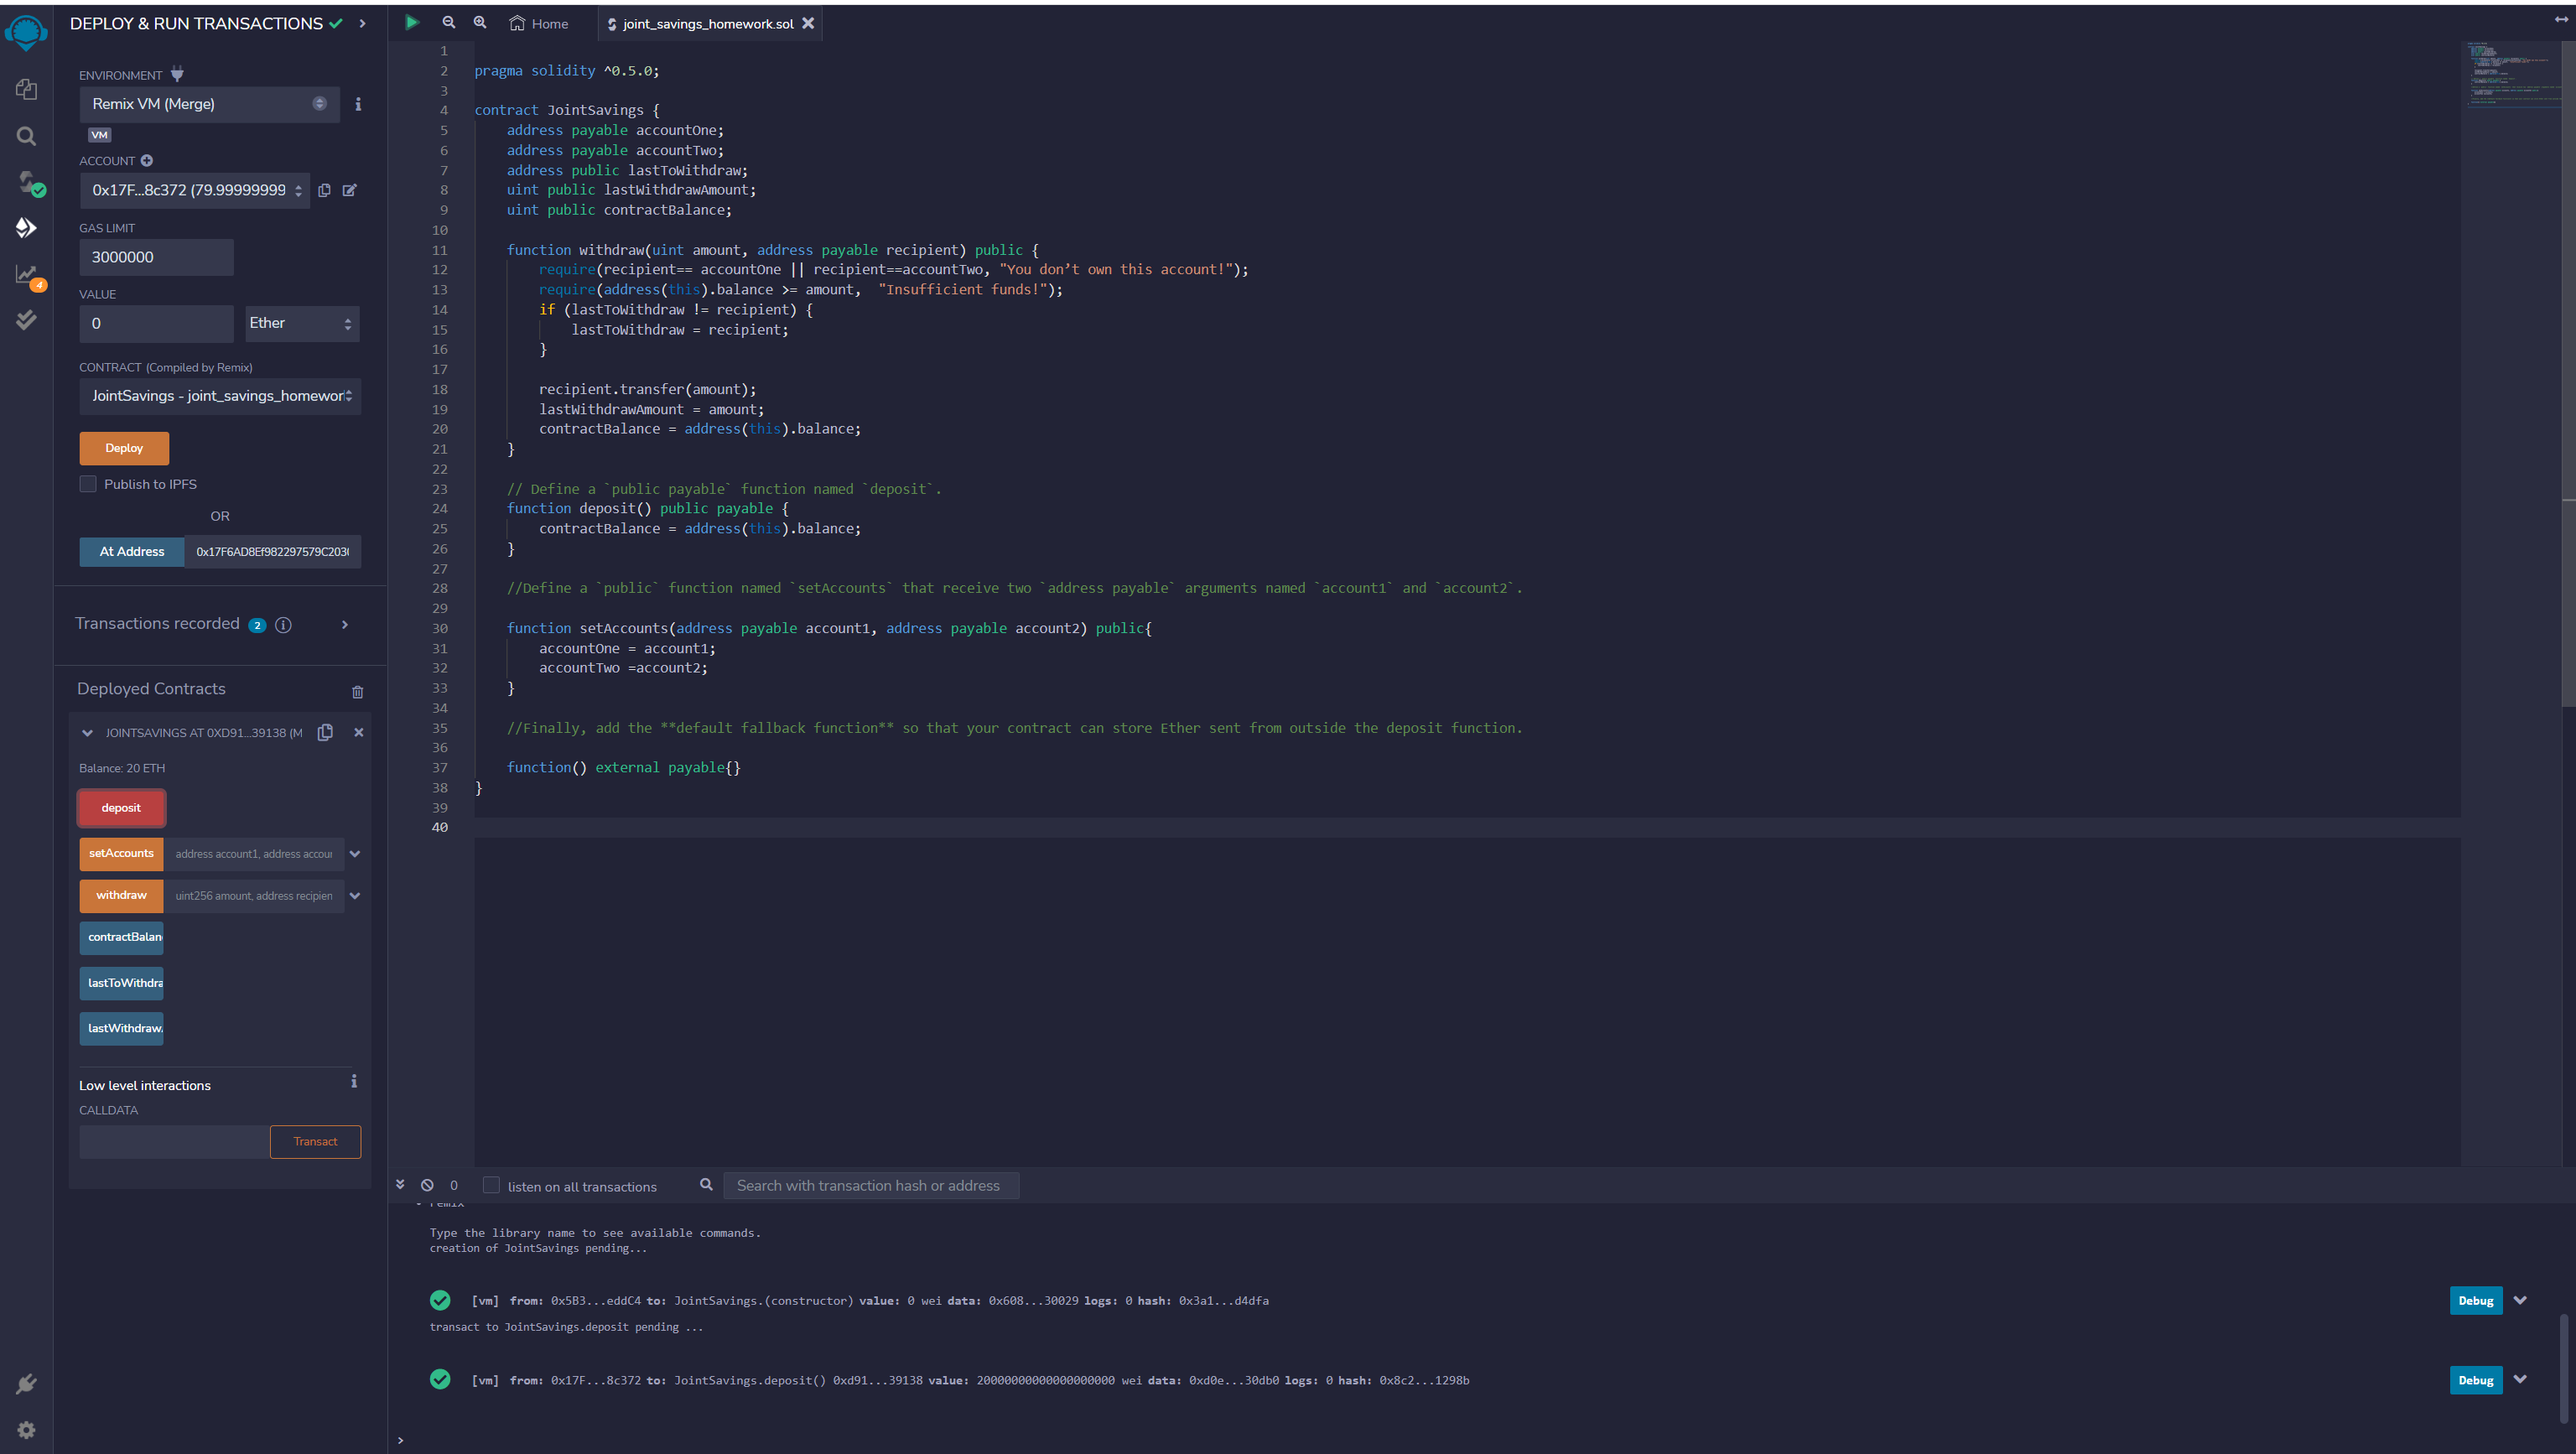 DEPLOY & RUN TRANSACTIONS
ENVIRONMENT
Remix VM (Merge)
VM
ACCOUNT
0x17F...8c372 (79.99999999
GAS LIMIT
3000000
VALUE
0
Ether
CONTRACT (Compiled by Remix)
JointSavings - joint_savings_homewor
Deploy
Publish to IPFS
OR
At Address
0x17F6AD8Ef982297579C203
Transactions recorded 2
Deployed Contracts
JOINTSAVINGS AT 0XD91...39138 (M
Balance: 20 ETH
deposit
setAccounts
address account1, address accou
withdraw
uint256 amount, address recipien
contractBalan
lastToWithdra
lastWithdraw
Low level interactions
CALLDATA
Transact
4
Home
joint_savings_homework.sol
1
2 pragma solidity ^0.5.0;
3
4 contract JointSavings {
5 address payable accountOne;
6 address payable accountTwo;
7 address public lastToWithdraw;
8 uint public lastWithdrawAmount;
9 uint public contractBalance;
10
11 function withdraw(uint amount, address payable recipient) public {
12 require(recipient== accountOne || recipient==accountTwo, "You don’t own this account!");
13 require(address(this).balance >= amount,  "Insufficient funds!");
14 if (lastToWithdraw != recipient) {
15 lastToWithdraw = recipient;
16 }
17
18 recipient.transfer(amount);
19 lastWithdrawAmount = amount;
20 contractBalance = address(this).balance;
21 }
22
23 // Define a `public payable` function named `deposit`.
24 function deposit() public payable {
25 contractBalance = address(this).balance;
26 }
27
28 //Define a `public` function named `setAccounts` that receive two `address payable` arguments named `account1` and `account2`.
29
30 function setAccounts(address payable account1, address payable account2) public{
31 accountOne = account1;
32 accountTwo =account2;
33 }
34
35 //Finally, add the **default fallback function** so that your contract can store Ether sent from outside the deposit function.
36
37 function() external payable{}
38 }
39
40
0
listen on all transactions
Search with transaction hash or address
remix
Type the library name to see available commands.
creation of JointSavings pending...
[vm] from: 0x5B3...eddC4 to: JointSavings.(constructor) value: 0 wei data: 0x608...30029 logs: 0 hash: 0x3a1...d4dfa
Debug
transact to JointSavings.deposit pending ...
[vm] from: 0x17F...8c372 to: JointSavings.deposit() 0xd91...39138 value: 20000000000000000000 wei data: 0xd0e...30db0 logs: 0 hash: 0x8c2...1298b
Debug
>